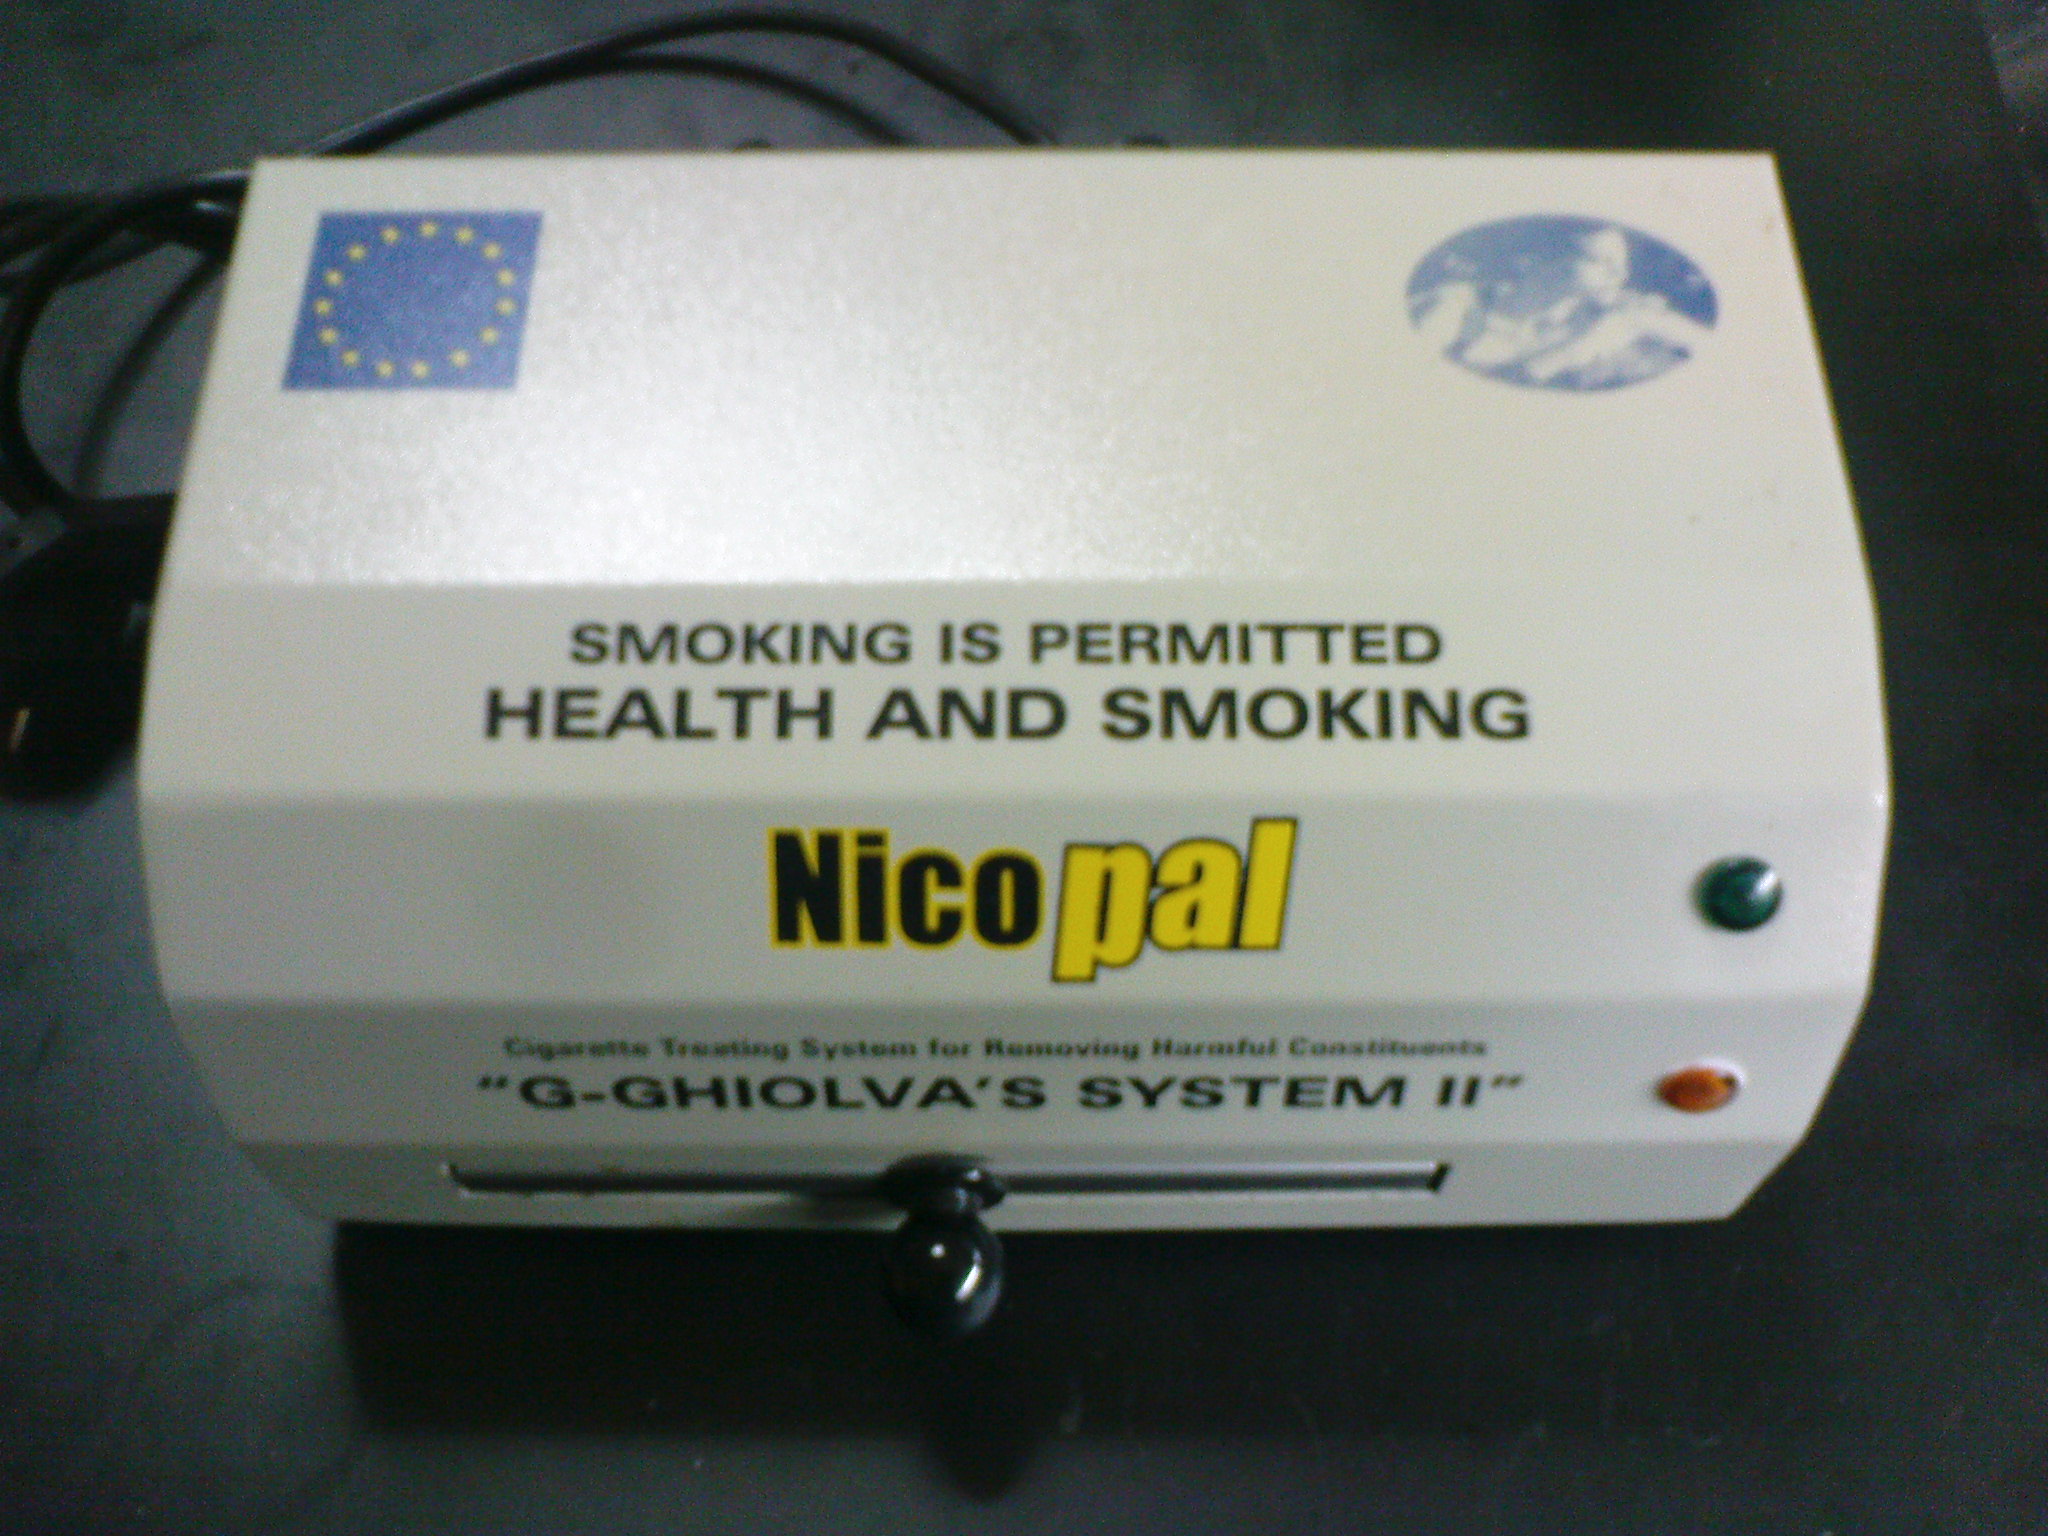 SMOKING IS PERMITTED
HEALTH AND SMOKING
Nicopal
Cigarette Treating System for Removing Harmful Constituents
"G-GHIOLVA'S SYSTEM II"